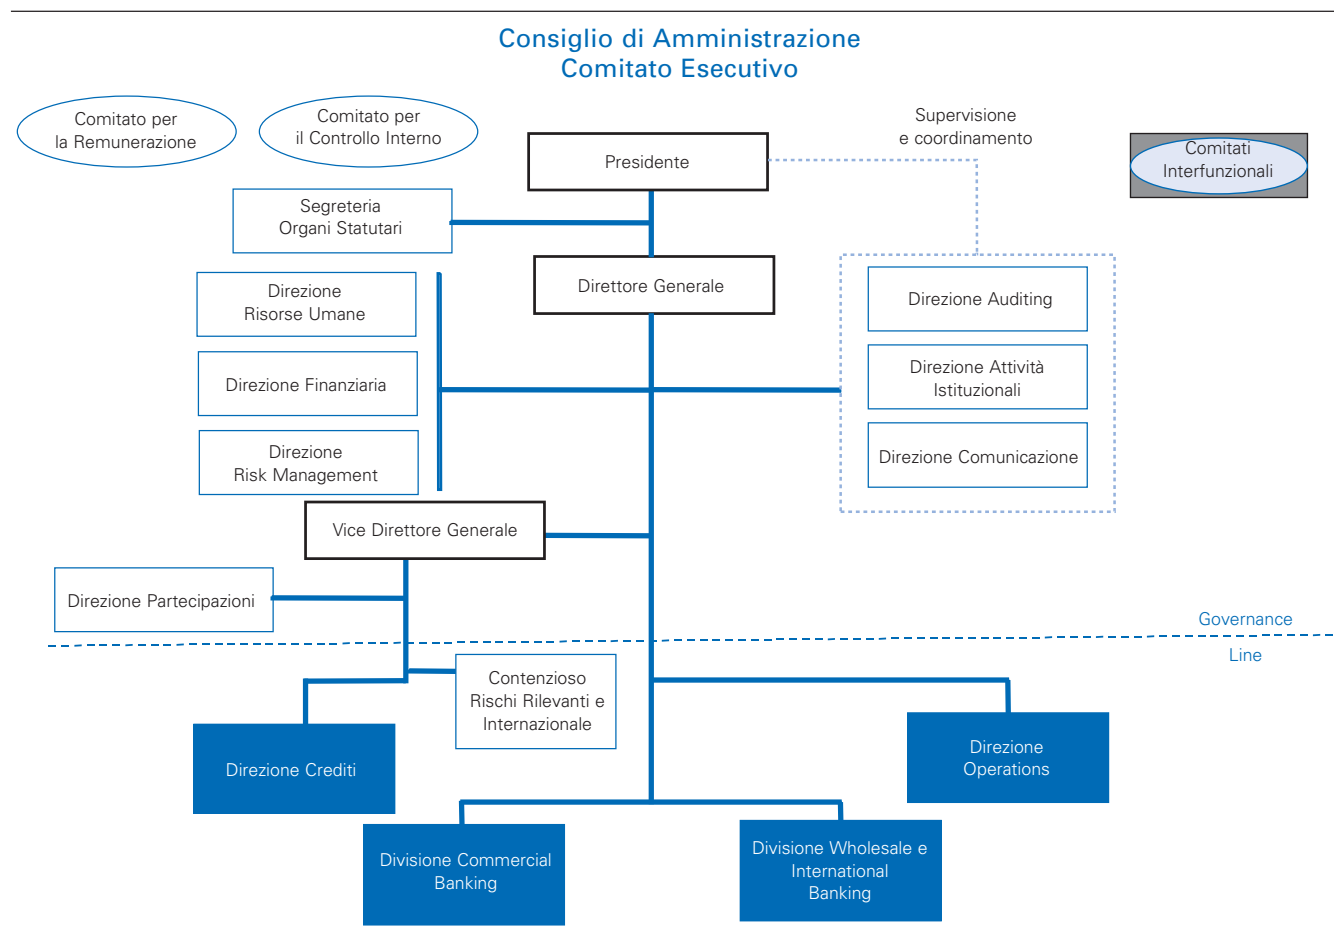 Consiglio di Amministrazione
Comitato Esecutivo
Comitato per
la Remunerazione
Comitato per
il Controllo Interno
Supervisione
e coordinamento
Presidente
Comitati
Interfunzionali
Segreteria
Organi Statutari
Direttore Generale
Direzione
Risorse Umane
Direzione Auditing
Direzione Finanziaria
Direzione Attività
Istituzionali
Direzione
Risk Management
Direzione Comunicazione
Vice Direttore Generale
Direzione Partecipazioni
Governance
Line
Contenzioso
Rischi Rilevanti e
Internazionale
Direzione Crediti
Direzione
Operations
Divisione Commercial
Banking
Divisione Wholesale e
International
Banking